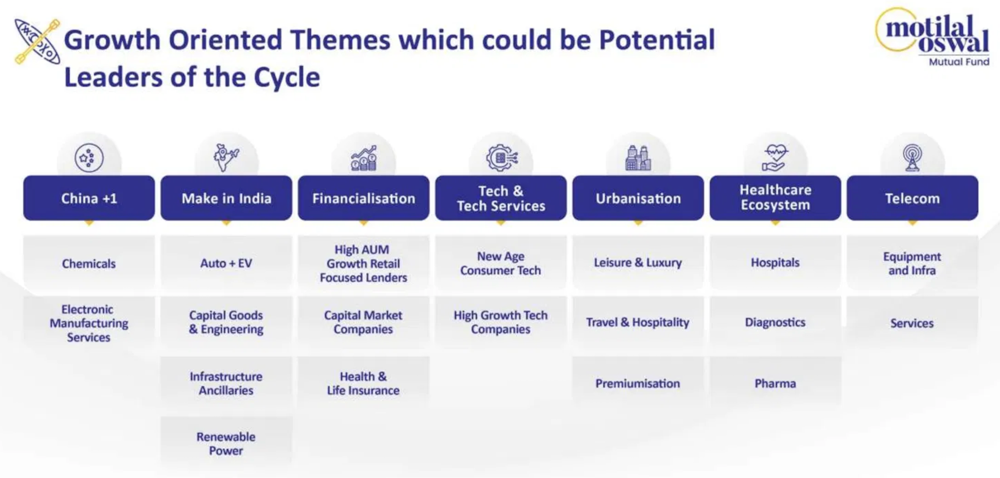 Growth Oriented Themes which could be Potential
Leaders of the Cycle
motilal
oswal
Mutual Fund
China +1
Chemicals
Electronic
Manufacturing
Services
Make in India
Auto + EV
Capital Goods
& Engineering
Infrastructure
Ancillaries
Renewable
Power
Financialisation
High AUM
Growth Retail
Focused Lenders
Capital Market
Companies
Health &
Life Insurance
Tech &
Tech Services
New Age
Consumer Tech
High Growth Tech
Companies
Urbanisation
Leisure & Luxury
Travel & Hospitality
Premiumisation
Healthcare
Ecosystem
Hospitals
Diagnostics
Pharma
Telecom
Equipment
and Infra
Services